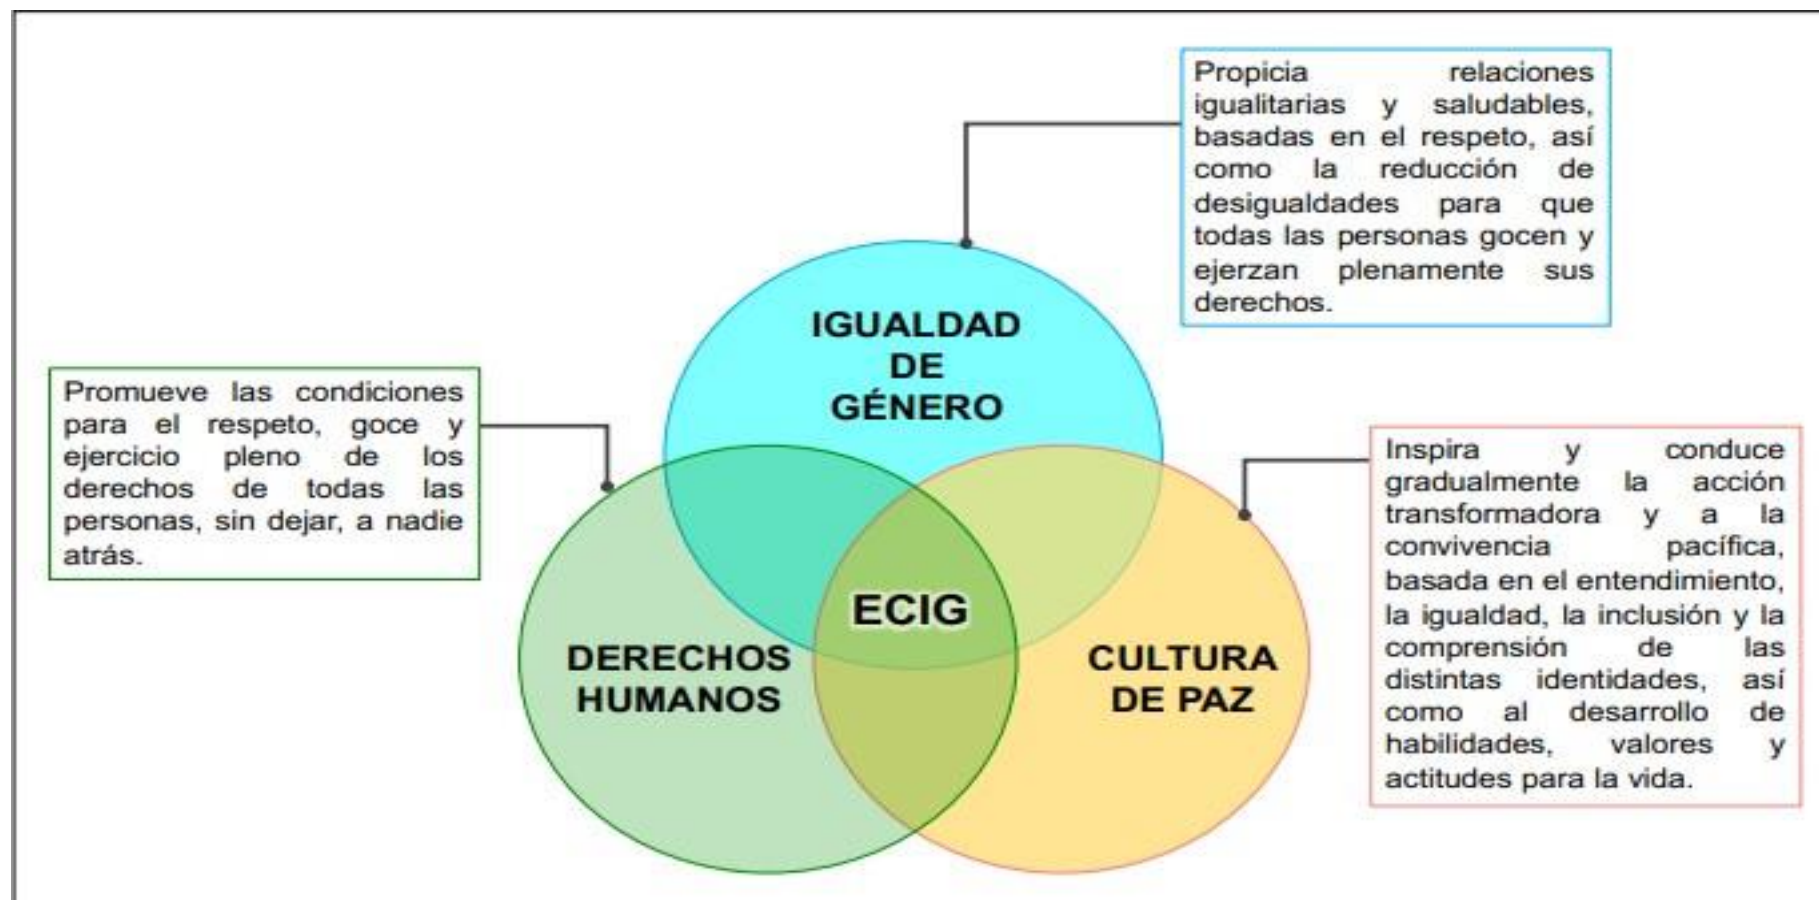 Propicia relaciones
igualitarias y saludables,
basadas en el respeto, así
como la reducción de
desigualdades para que
todas las personas gocen y
ejerzan plenamente sus
derechos.
IGUALDAD
DE
GÉNERO
Promueve las condiciones
para el respeto, goce y
ejercicio pleno de los
derechos de todas las
personas, sin dejar, a nadie
atrás.
Inspira y conduce
gradualmente la acción
transformadora y a la
convivencia pacífica,
basada en el entendimiento,
la igualdad, la inclusión y la
comprensión de las
distintas identidades, así
como al desarrollo de
habilidades, valores y
actitudes para la vida.
ECIG
DERECHOS
HUMANOS
CULTURA
DE PAZ